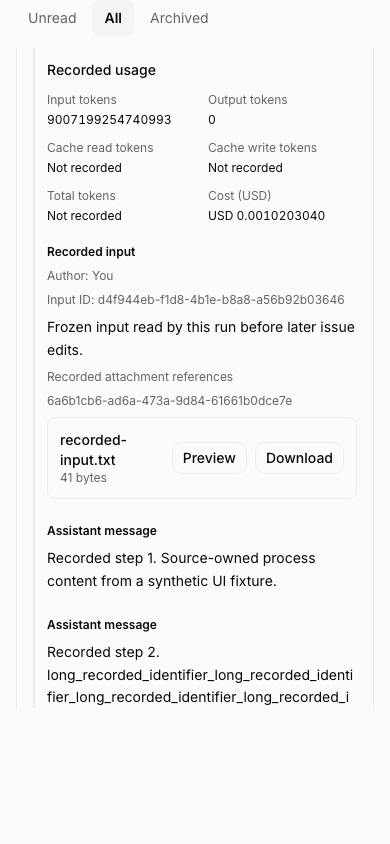 Unread All Archived
Recorded usage
Input tokens Output tokens
9007199254740993 0
Cache read tokens Cache write tokens
Not recorded Not recorded
Total tokens Cost (USD)
Not recorded USD 0.0010203040
Recorded input
Author: You
Input ID: d4f944eb-f1d8-4b1e-b8a8-a56b92b03646
Frozen input read by this run before later issue
edits.
Recorded attachment references
6a6b1cb6-ad6a-473a-9d84-61661b0dce7e
recorded-
input.txt
41 bytes
Preview Download
Assistant message
Recorded step 1. Source-owned process
content from a synthetic UI fixture.
Assistant message
Recorded step 2.
long_recorded_identifier_long_recorded_identi
fier_long_recorded_identifier_long_recorded_i